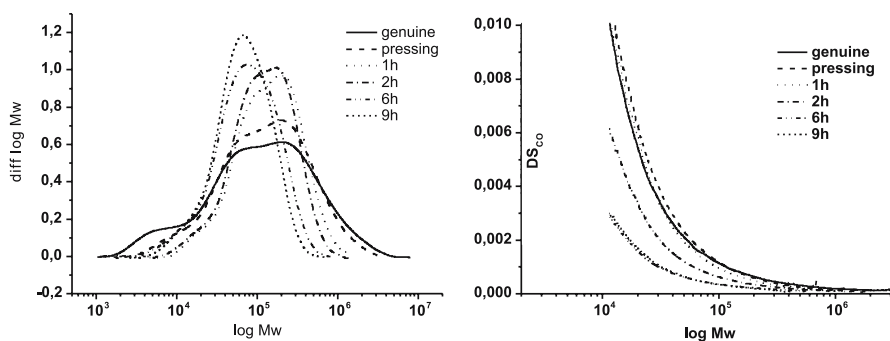 diff log Mw
1,2
1,0
0,8
0,6
0,4
0,2
0,0
-0,2
10³ 10⁴ 10⁵ 10⁶ 10⁷
log Mw
genuine
pressing
1h
2h
6h
9h
DS_CO
0,010
0,008
0,006
0,004
0,002
0,000
10⁴ 10⁵ 10⁶
log Mw
genuine
pressing
1h
2h
6h
9h